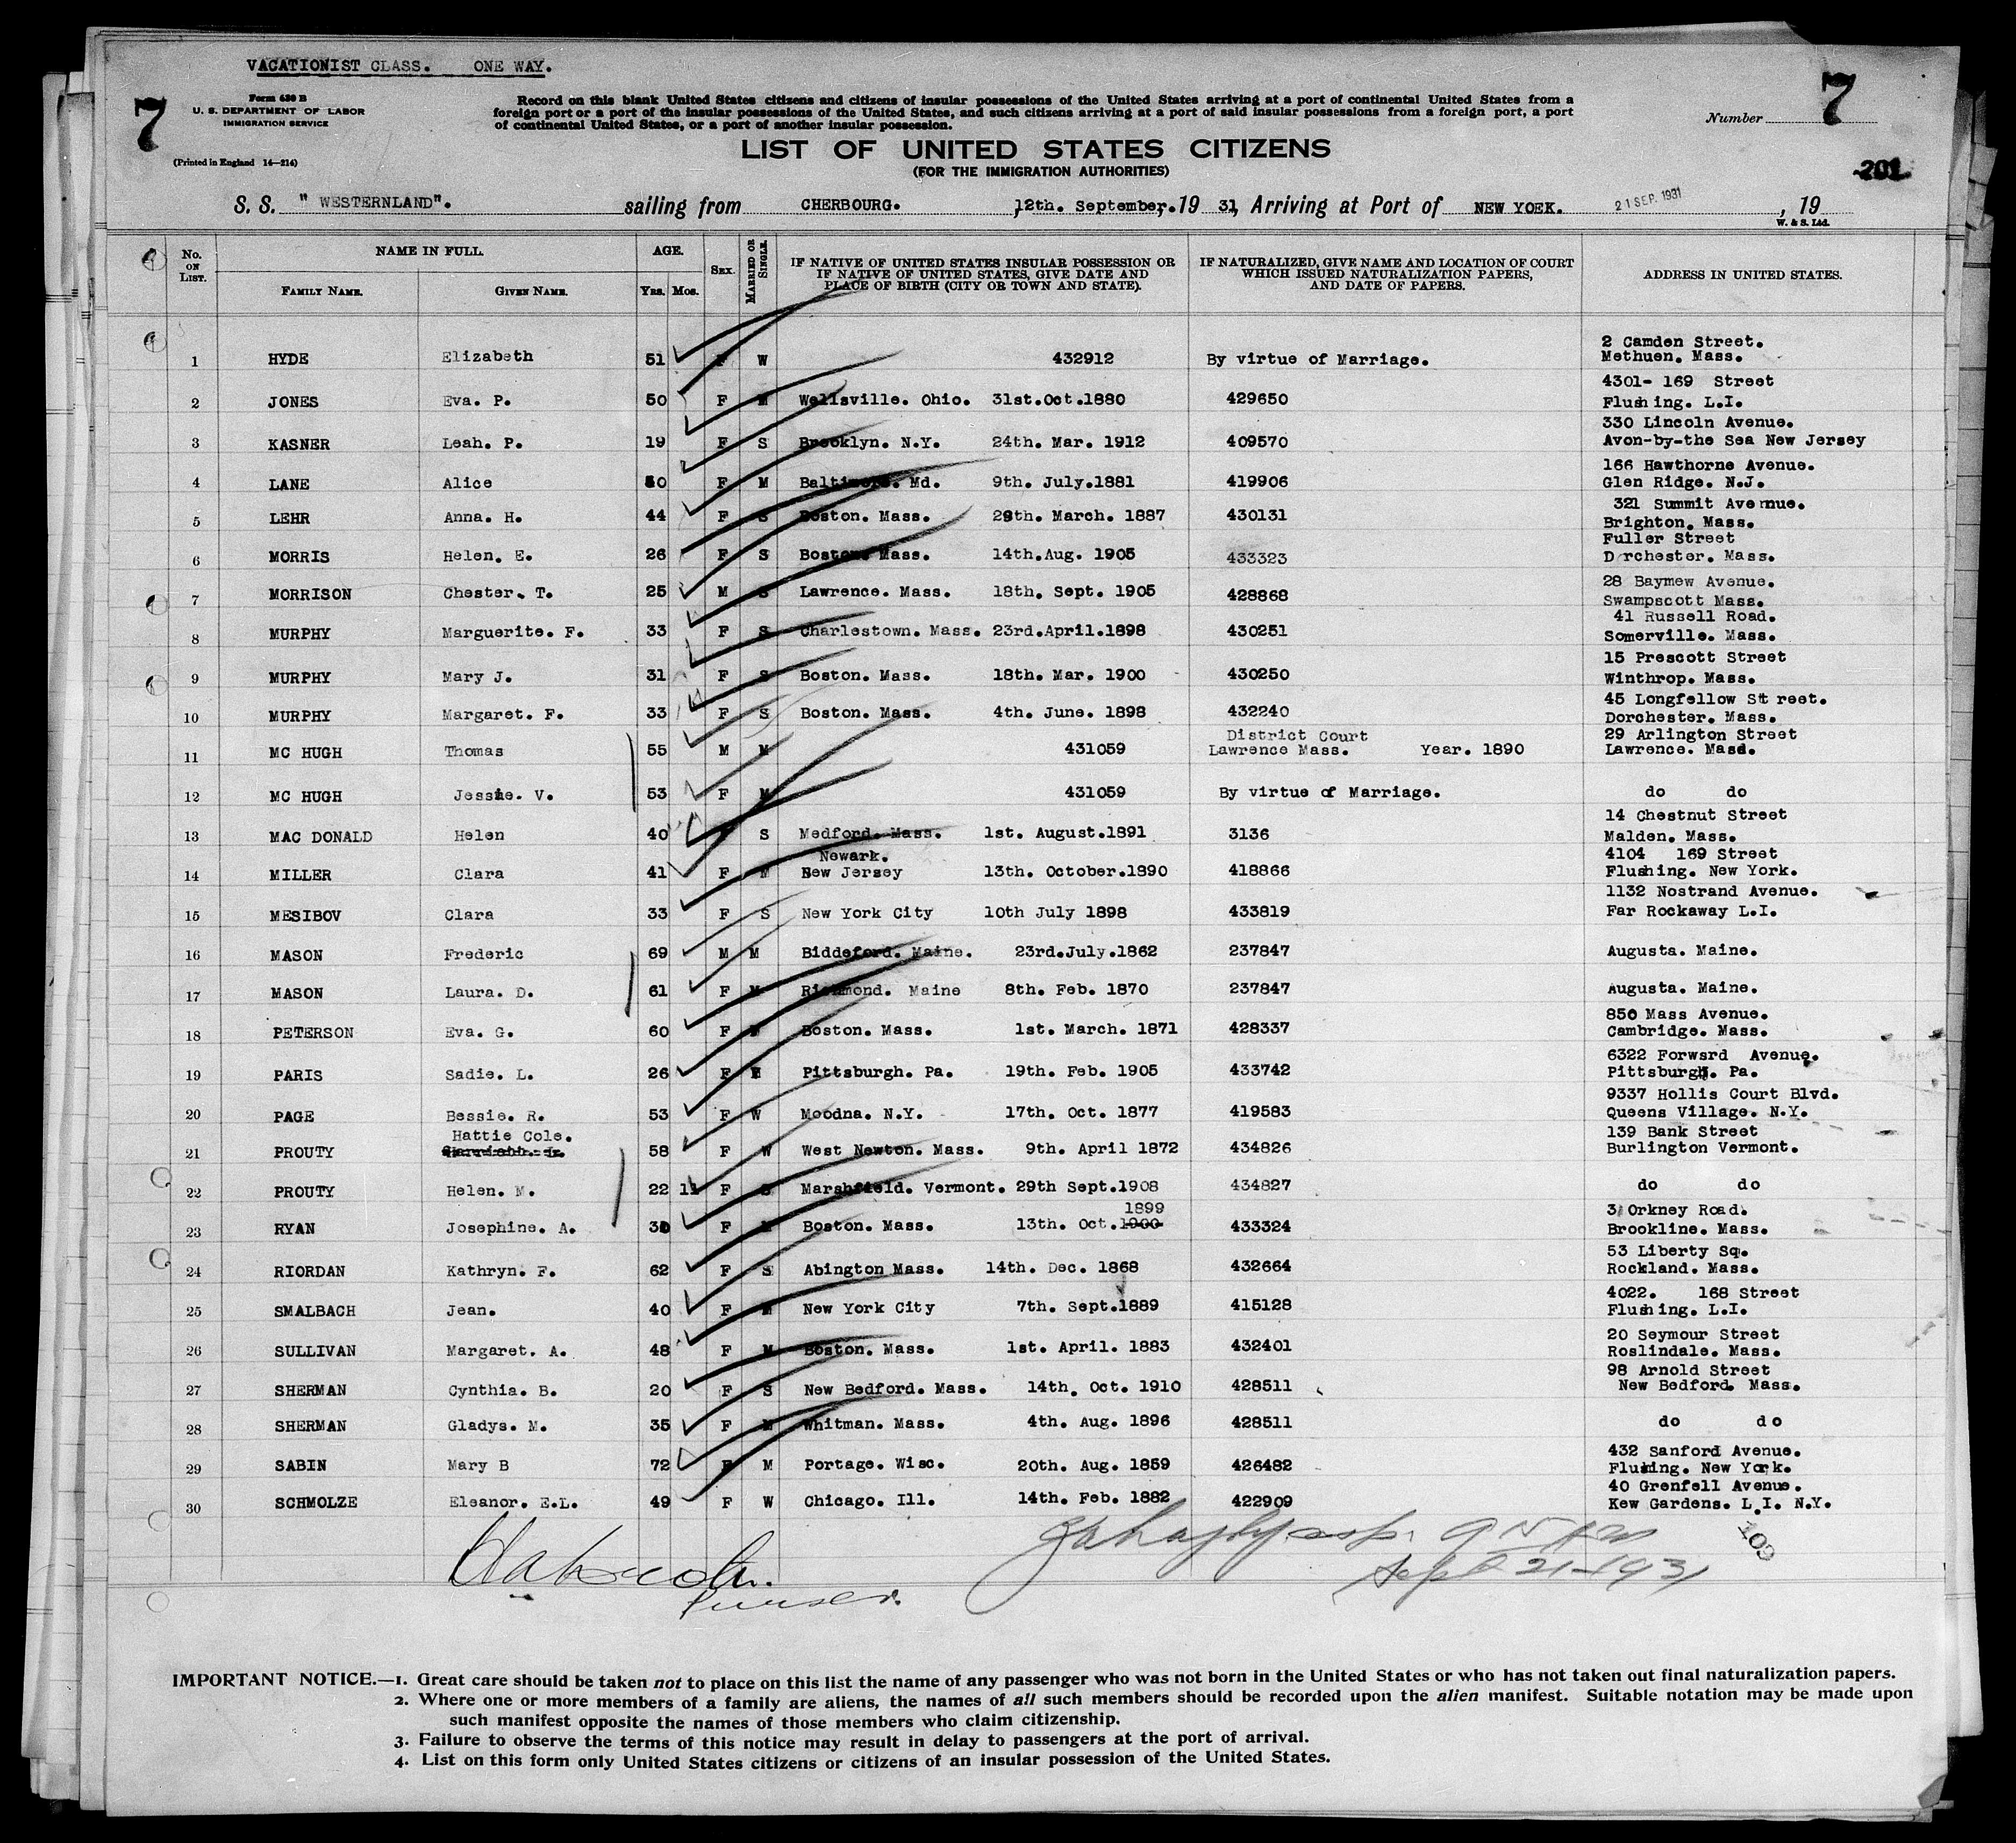 VACATIONIST CLASS. ONE WAY.
7
7
Form 630 B
U. S. DEPARTMENT OF LABOR
IMMIGRATION SERVICE
(Printed in England 14—214)
Record on this blank United States citizens and citizens of insular possessions of the United States arriving at a port of continental United States from a
foreign port or a port of the insular possessions of the United States, and such citizens arriving at a port of said insular possessions from a foreign port, a port
of continental United States, or a port of another insular possession.
Number
LIST OF UNITED STATES CITIZENS
(FOR THE IMMIGRATION AUTHORITIES)
201
S. S. " WESTERNLAND". sailing from CHERBOURG. , 12th. September, 19 31, Arriving at Port of NEW YOEK. 21 SEP. 1931 , 19
W. & S. Ltd.
No. ON LIST. NAME IN FULL. FAMILY NAME. GIVEN NAME. AGE. YRS. MOS. SEX. MARRIED OR SINGLE. IF NATIVE OF UNITED STATES INSULAR POSSESSION OR IF NATIVE OF UNITED STATES, GIVE DATE AND PLACE OF BIRTH (CITY OR TOWN AND STATE). IF NATURALIZED, GIVE NAME AND LOCATION OF COURT WHICH ISSUED NATURALIZATION PAPERS, AND DATE OF PAPERS. ADDRESS IN UNITED STATES.
2 Camden Street.
1 HYDE Elizabeth 51 F W 432912 By virtue of Marriage. Methuen. Mass.
4301- 169 Street
2 JONES Eva. P. 50 F M Wellsville. Ohio. 31st.Oct.1880 429650 Flushing. L.I.
330 Lincoln Avenue.
3 KASNER Leah. P. 19 F S Brooklyn. N.Y. 24th. Mar. 1912 409570 Avon-by-the Sea New Jersey
166 Hawthorne Avenue.
4 LANE Alice 50 F M Baltimore. Md. 9th. July.1881 419906 Glen Ridge. N.J.
321 Summit Avernue.
5 LEHR Anna. H. 44 F S Boston. Mass. 28th. March. 1887 430131 Brighton. Mass.
Fuller Street
6 MORRIS Helen. E. 26 F S Boston. Mass. 14th.Aug. 1905 433323 Dorchester. Mass.
28 Baymew Avenue.
7 MORRISON Chester. T. 25 M S Lawrence. Mass. 18th. Sept. 1905 428868 Swampscott Mass.
41 Russell Road.
8 MURPHY Marguerite. F. 33 F S Charlestown. Mass. 23rd.April.1898 430251 Somerville. Mass.
15 Prescott Street
9 MURPHY Mary J. 31 F S Boston. Mass. 18th. Mar. 1900 430250 Winthrop. Mass.
45 Longfellow St reet.
10 MURPHY Margaret. F. 33 F S Boston. Mass. 4th. June. 1898 432240 Dorchester. Mass.
District Court 29 Arlington Street
11 MC HUGH Thomas 55 M M 431059 Lawrence Mass. Year. 1890 Lawrence. Mass.
12 MC HUGH Jessie. V. 53 F M 431059 By virtue of Marriage. do do
14 Chestnut Street
13 MAC DONALD Helen 40 S Medford. Mass. 1st. August.1891 3136 Malden. Mass.
Newark. 4104 169 Street
14 MILLER Clara 41 F M New Jersey 13th. October.1890 418866 Flushing. New York.
1132 Nostrand Avenue.
15 MESIBOV Clara 33 F S New York City 10th July 1898 433819 Far Rockaway L.I.
16 MASON Frederic 69 M M Biddeford. Maine. 23rd.July.1862 237847 Augusta. Maine.
17 MASON Laura. D. 61 F M Richmond. Maine 8th. Feb. 1870 237847 Augusta. Maine.
850 Mass Avenue.
18 PETERSON Eva. G. 60 F Boston. Mass. 1st. March. 1871 428337 Cambridge. Mass.
6322 Forwsrd Avenue.
19 PARIS Sadie. L. 26 F M Pittsburgh. Pa. 19th. Feb. 1905 433742 Pittsburgh. Pa.
9337 Hollis Court Blvd.
20 PAGE Bessie. R. 53 F W Moodna. N.Y. 17th. Oct. 1877 419583 Queens Village. N.Y.
Hattie Cole. 139 Bank Street
21 PROUTY 58 F W West Newton. Mass. 9th. April 1872 434826 Burlington Vermont.
22 PROUTY Helen. M. 22 11 F S Marshfield. Vermont. 29th Sept.1908 434827 do do
1899 3 Orkney Road.
23 RYAN Josephine. A. F M Boston. Mass. 13th. Oct. 1900 433324 Brookline. Mass.
53 Liberty Sq.
24 RIORDAN Kathryn. F. 62 F S Abington Mass. 14th. Dec. 1868 432664 Rockland. Mass.
4022. 168 Street
25 SMALBACH Jean. 40 F M New York City 7th. Sept.1889 415128 Flushing. L.I.
20 Seymour Street
26 SULLIVAN Margaret. A. 48 F M Boston. Mass. 1st. April. 1883 432401 Roslindale. Mass.
98 Arnold Street
27 SHERMAN Cynthia. B. 20 F S New Bedford. Mass. 14th. Oct. 1910 428511 New Bedford. Mass.
28 SHERMAN Gladys. M. 35 F M Whitman. Mass. 4th. Aug. 1896 428511 do do
432 Sanford Avenue.
29 SABIN Mary B 72 F M Portage. Wisc. 20th. Aug. 1859 426482 Flushing. New York.
40 Grenfell Avenue.
30 SCHMOLZE Eleanor. E.L. 49 F W Chicago. Ill. 14th. Feb. 1882 422909 Kew Gardens. L.I. N.Y.
Purser.
Sept 21-1931
IMPORTANT NOTICE.—1. Great care should be taken not to place on this list the name of any passenger who was not born in the United States or who has not taken out final naturalization papers.
2. Where one or more members of a family are aliens, the names of all such members should be recorded upon the alien manifest. Suitable notation may be made upon
such manifest opposite the names of those members who claim citizenship.
3. Failure to observe the terms of this notice may result in delay to passengers at the port of arrival.
4. List on this form only United States citizens or citizens of an insular possession of the United States.